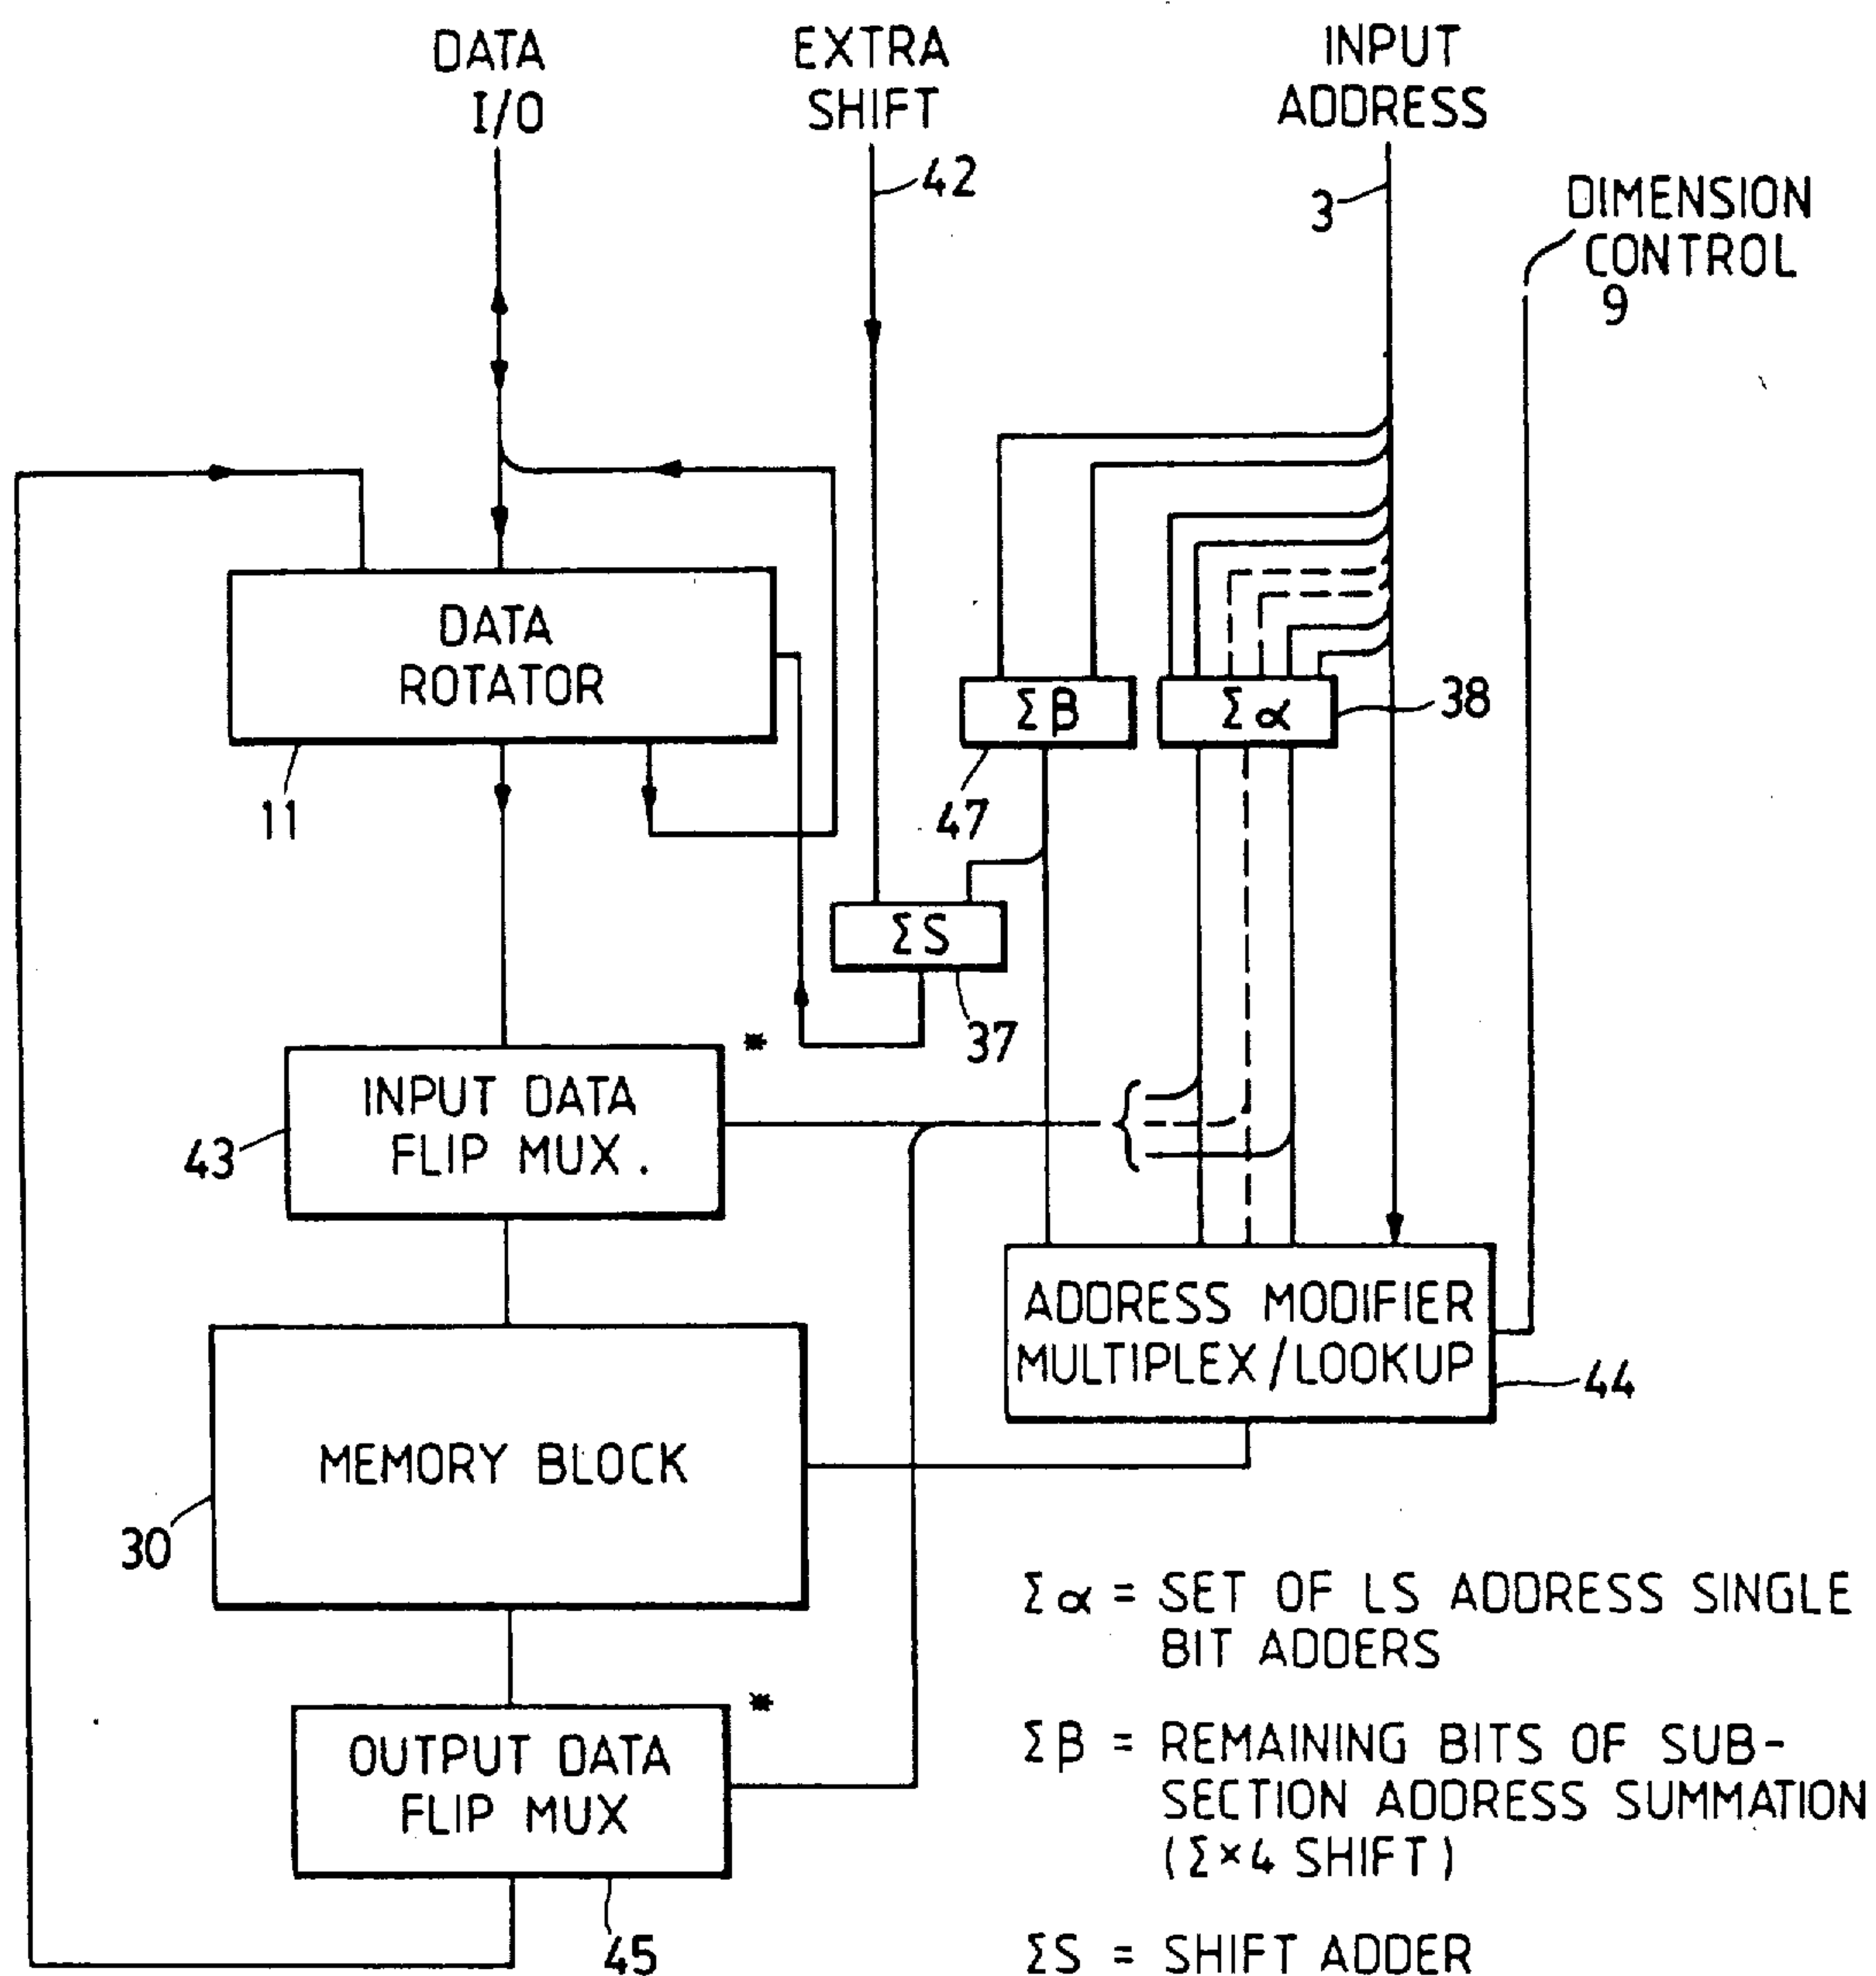 DATA
I/O
EXTRA
SHIFT
INPUT
ADDRESS
42
3
DIMENSION
CONTROL
9
DATA
ROTATOR
11
Σβ
Σα
38
47
ΣS
37
*
INPUT DATA
FLIP MUX.
43
{
ADDRESS MODIFIER
MULTIPLEX/LOOKUP
44
MEMORY BLOCK
30
*
OUTPUT DATA
FLIP MUX
45
Σα = SET OF LS ADDRESS SINGLE
BIT ADDERS
Σβ = REMAINING BITS OF SUB-
SECTION ADDRESS SUMMATION
(Σ×4 SHIFT)
ΣS = SHIFT ADDER